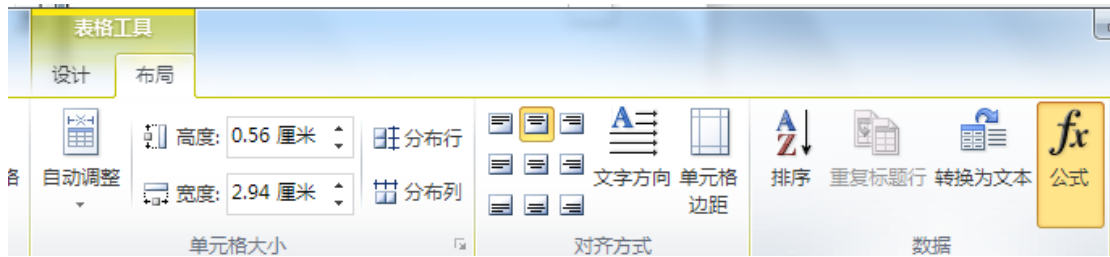 表格工具
设计 布局
高度: 0.56 厘米 分布行
格 自动调整 宽度: 2.94 厘米 分布列 文字方向 单元格边距 排序 重复标题行 转换为文本 fx 公式
单元格大小 对齐方式 数据